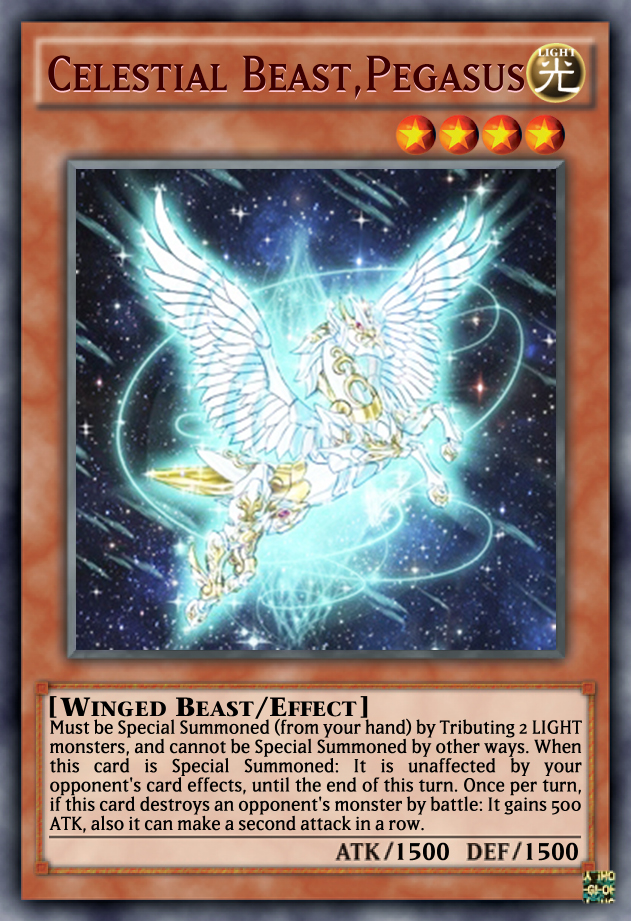 CELESTIAL BEAST,PEGASUS
LIGHT
光
[WINGED BEAST/EFFECT]
Must be Special Summoned (from your hand) by Tributing 2 LIGHT
monsters, and cannot be Special Summoned by other ways. When
this card is Special Summoned: It is unaffected by your
opponent's card effects, until the end of this turn. Once per turn,
if this card destroys an opponent's monster by battle: It gains 500
ATK, also it can make a second attack in a row.
ATK/1500 DEF/1500